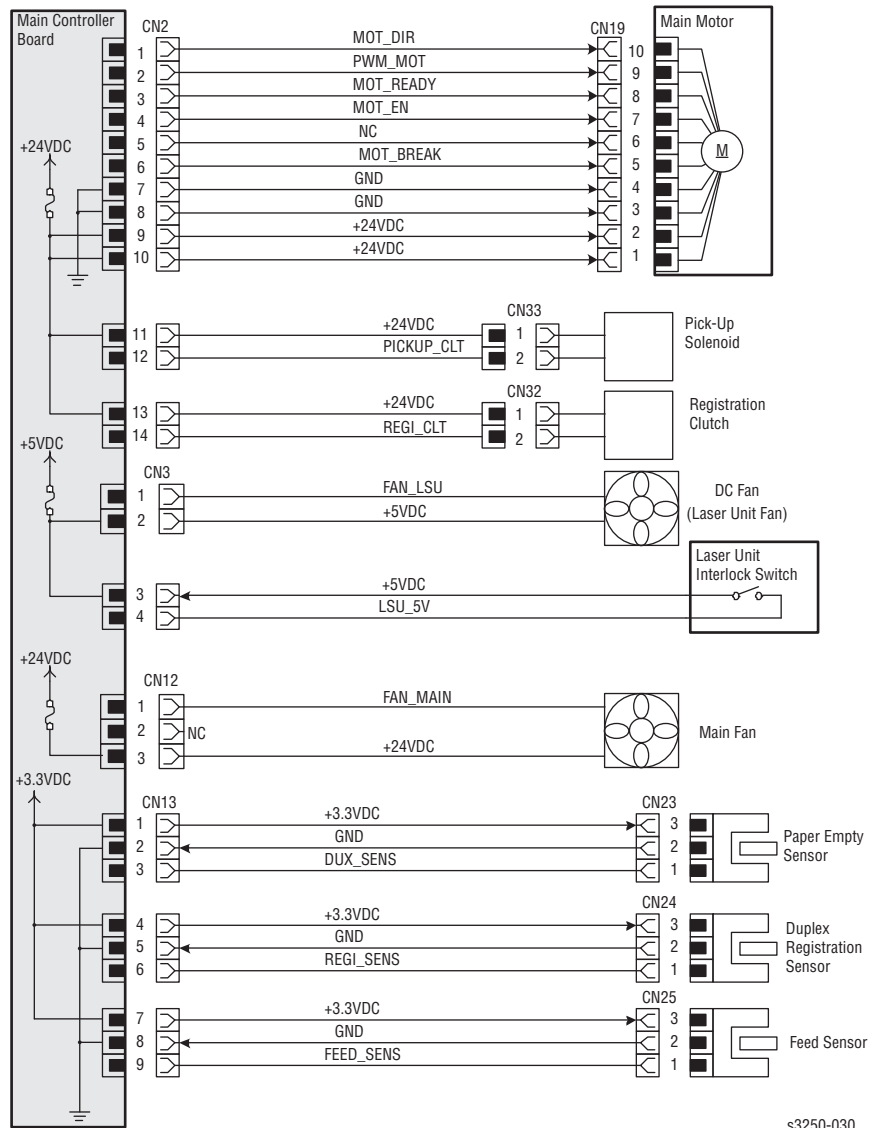 Main Controller
Board
CN2
CN19
Main Motor
1 MOT_DIR 10
2 PWM_MOT 9
3 MOT_READY 8
4 MOT_EN 7
5 NC 6
6 MOT_BREAK 5
7 GND 4
8 GND 3
9 +24VDC 2
10 +24VDC 1
M
+24VDC
CN33
11 +24VDC 1
12 PICKUP_CLT 2
Pick-Up
Solenoid
CN32
13 +24VDC 1
14 REGI_CLT 2
Registration
Clutch
+5VDC
CN3
1 FAN_LSU
2 +5VDC
DC Fan
(Laser Unit Fan)
Laser Unit
Interlock Switch
3 +5VDC
4 LSU_5V
+24VDC
CN12
1 FAN_MAIN
2 NC
3 +24VDC
Main Fan
+3.3VDC
CN13
CN23
1 +3.3VDC 3
2 GND 2
3 DUX_SENS 1
Paper Empty
Sensor
CN24
4 +3.3VDC 3
5 GND 2
6 REGI_SENS 1
Duplex
Registration
Sensor
CN25
7 +3.3VDC 3
8 GND 2
9 FEED_SENS 1
Feed Sensor
s3250-030